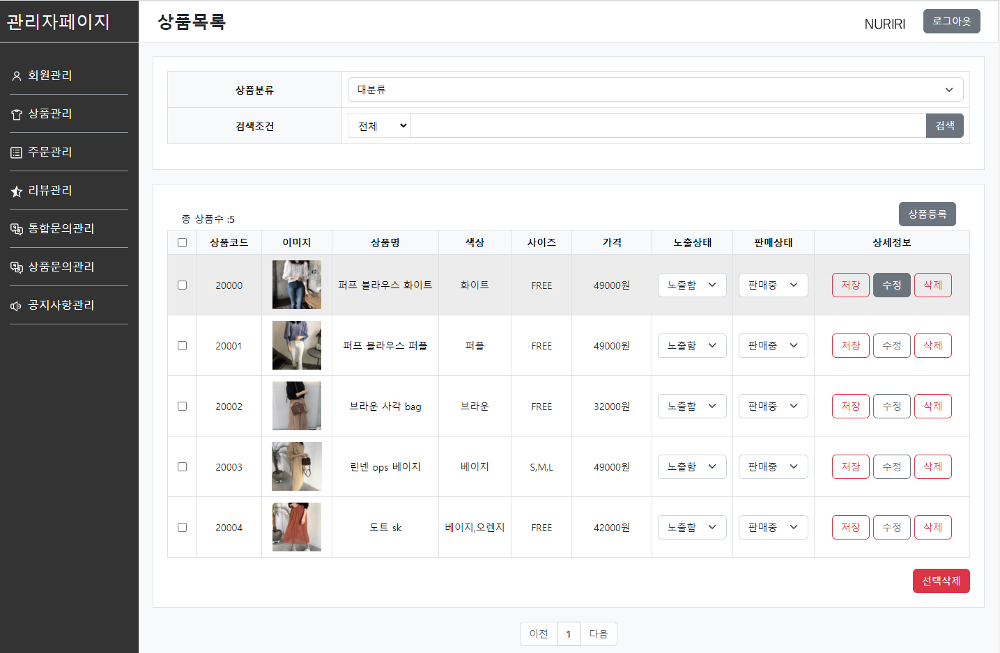 관리자페이지
상품목록
NURIRI
로그아웃
회원관리
상품관리
주문관리
리뷰관리
통합문의관리
상품문의관리
공지사항관리
상품분류 대분류
검색조건 전체 검색
총 상품수 :5
상품등록
상품코드 이미지 상품명 색상 사이즈 가격 노출상태 판매상태 상세정보
20000 퍼프 블라우스 화이트 화이트 FREE 49000원 노출함 판매중 저장 수정 삭제
20001 퍼프 블라우스 퍼플 퍼플 FREE 49000원 노출함 판매중 저장 수정 삭제
20002 브라운 사각 bag 브라운 FREE 32000원 노출함 판매중 저장 수정 삭제
20003 린넨 ops 베이지 베이지 S,M,L 49000원 노출함 판매중 저장 수정 삭제
20004 도트 sk 베이지,오렌지 FREE 42000원 노출함 판매중 저장 수정 삭제
선택삭제
이전 1 다음